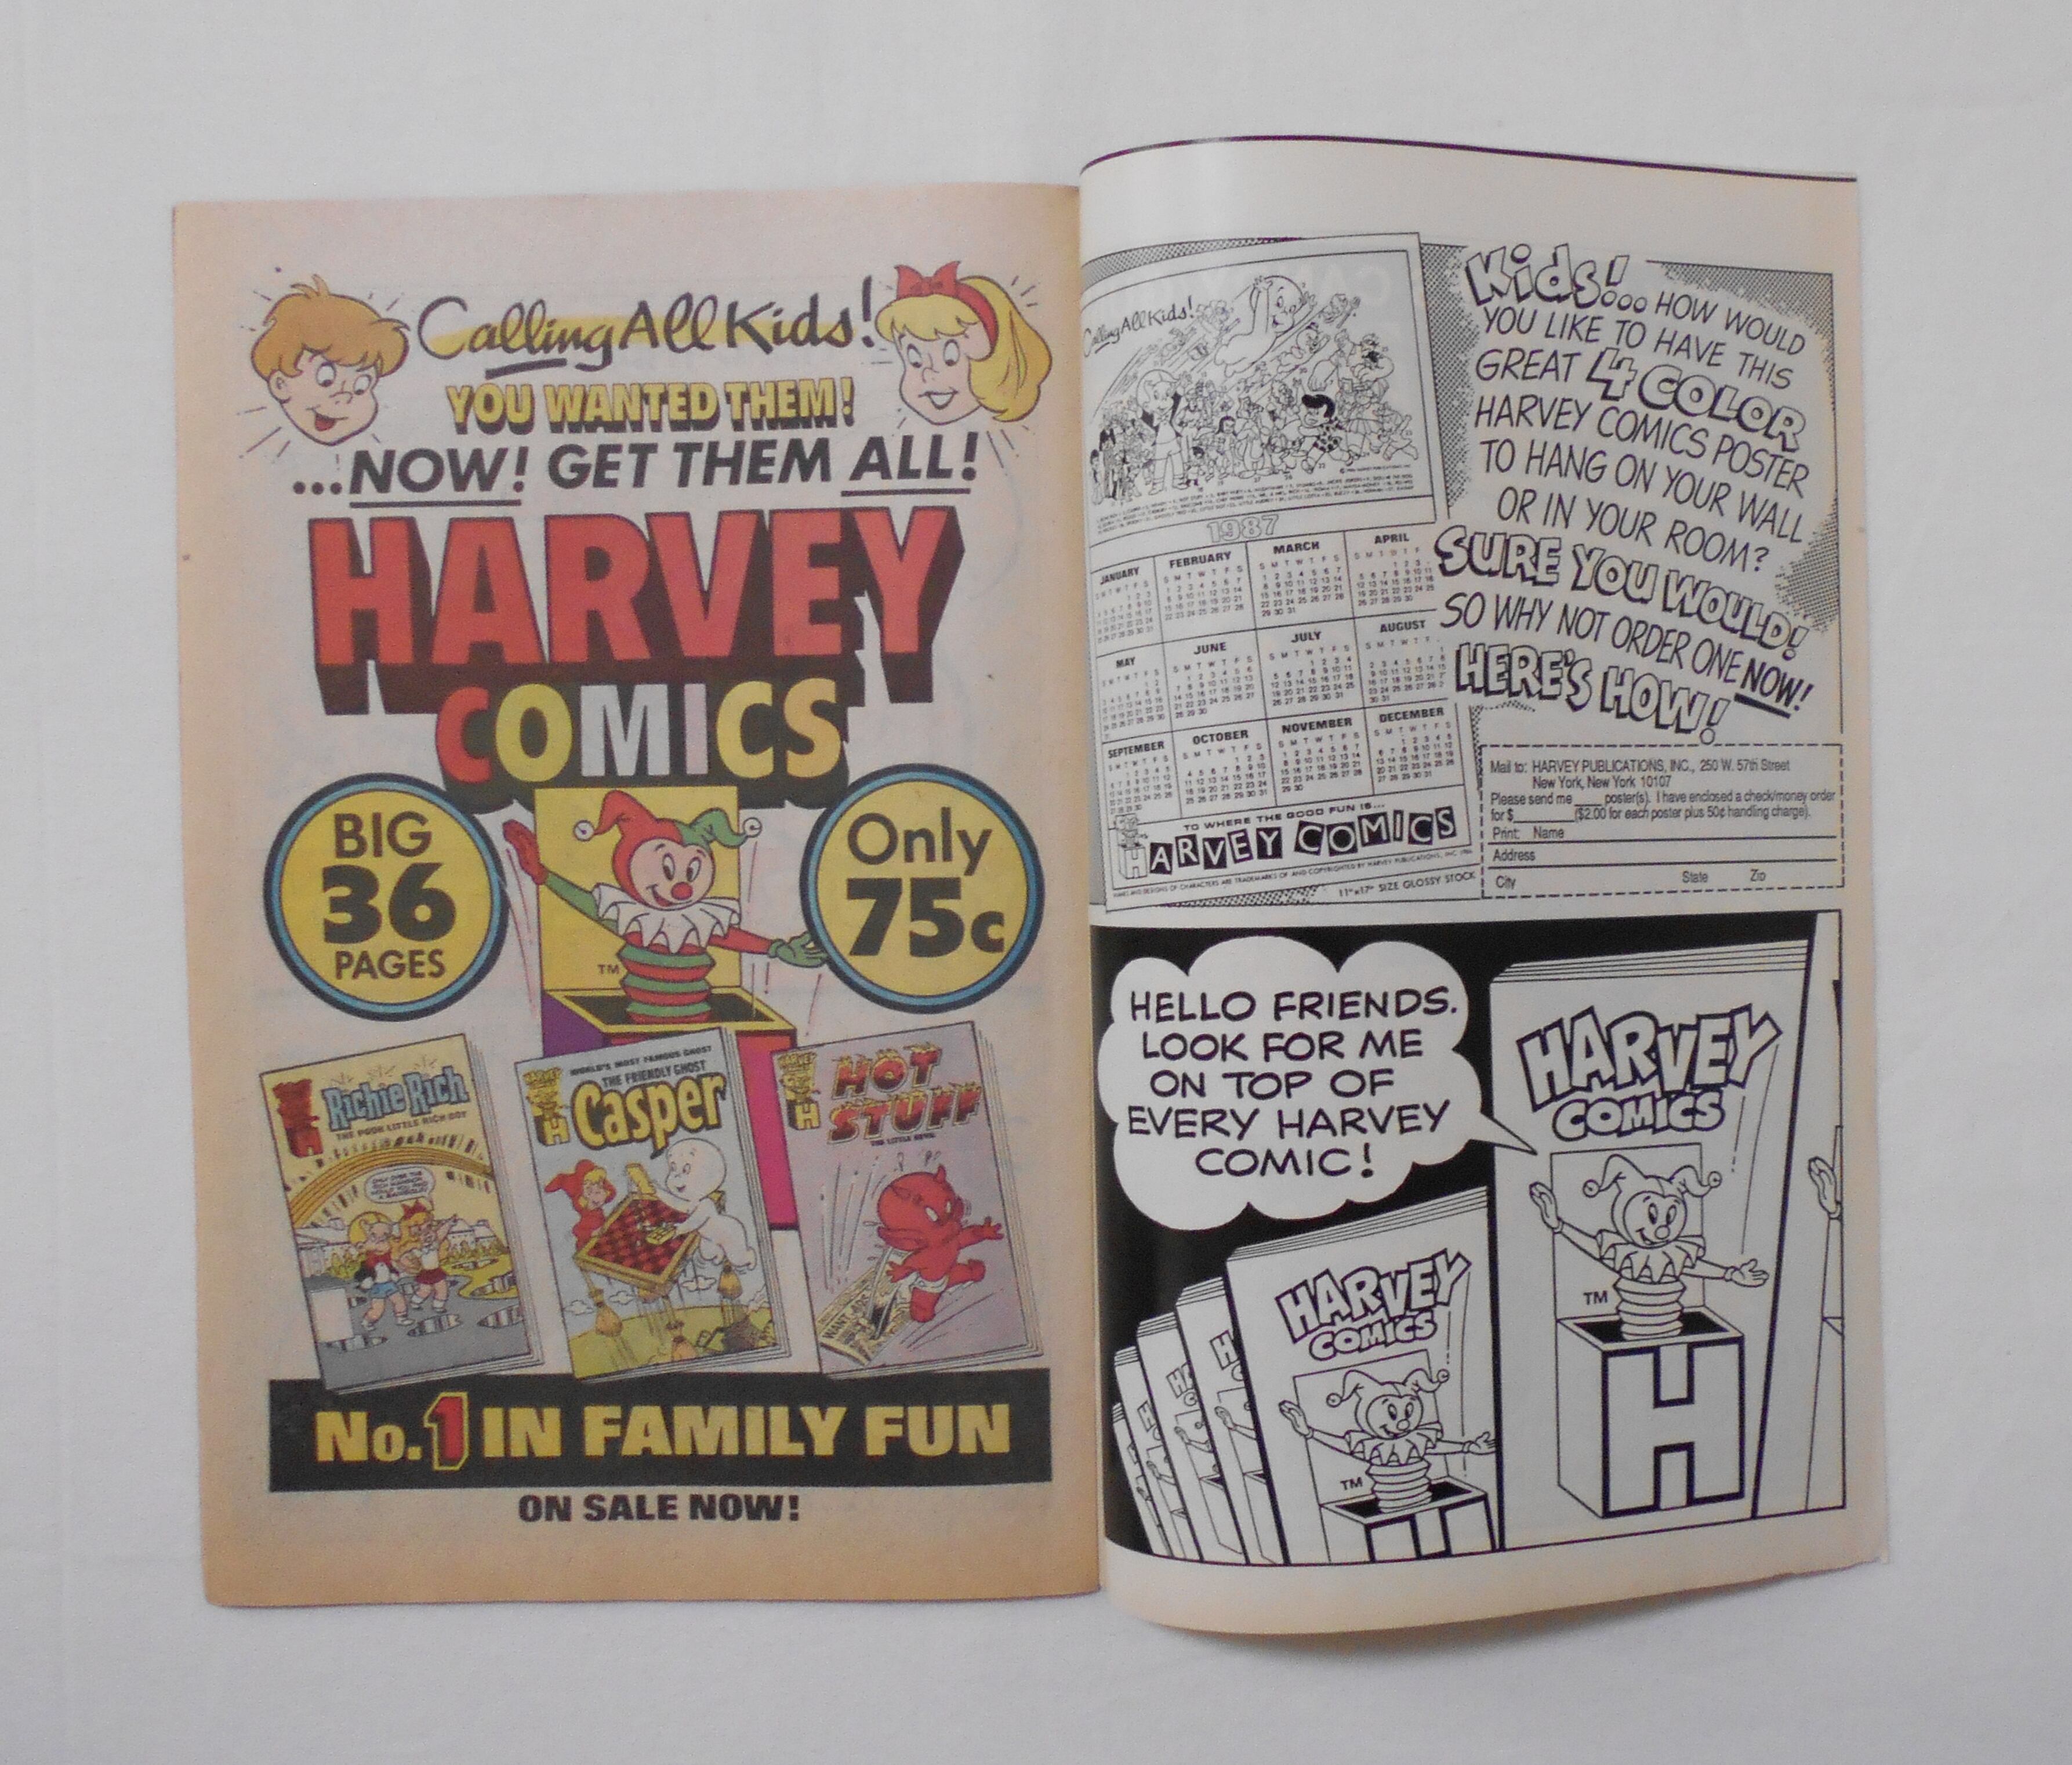 Calling All Kids!
YOU WANTED THEM!
...NOW! GET THEM ALL!
HARVEY
COMICS
BIG
36
PAGES
Only
75c
TM
Richie Rich
THE POOR LITTLE RICH BOY
WORLD'S MOST FAMOUS GHOST
THE FRIENDLY GHOST
Casper
H
HOT
STUFF
THE LITTLE DEVIL
H
No. 1 IN FAMILY FUN
ON SALE NOW!
Calling All Kids!
1987
JANUARY
FEBRUARY
MARCH
APRIL
MAY
JUNE
JULY
AUGUST
SEPTEMBER
OCTOBER
NOVEMBER
DECEMBER
TO WHERE THE GOOD FUN IS...
HARVEY COMICS
11"x17" SIZE GLOSSY STOCK
Kids!... HOW WOULD
YOU LIKE TO HAVE THIS
GREAT 4 COLOR
HARVEY COMICS POSTER
TO HANG ON YOUR WALL
OR IN YOUR ROOM?
SURE YOU WOULD!
SO WHY NOT ORDER ONE NOW!
HERE'S HOW!
Mail to: HARVEY PUBLICATIONS, INC., 250 W. 57th Street
New York, New York 10107
Please send me ____ poster(s). I have enclosed a check/money order
for $________ ($2.00 for each poster plus 50¢ handling charge).
Print: Name
Address
City State Zip
HELLO FRIENDS.
LOOK FOR ME
ON TOP OF
EVERY HARVEY
COMIC!
HARVEY
COMICS
TM
H
HARVEY
COMICS
TM
H